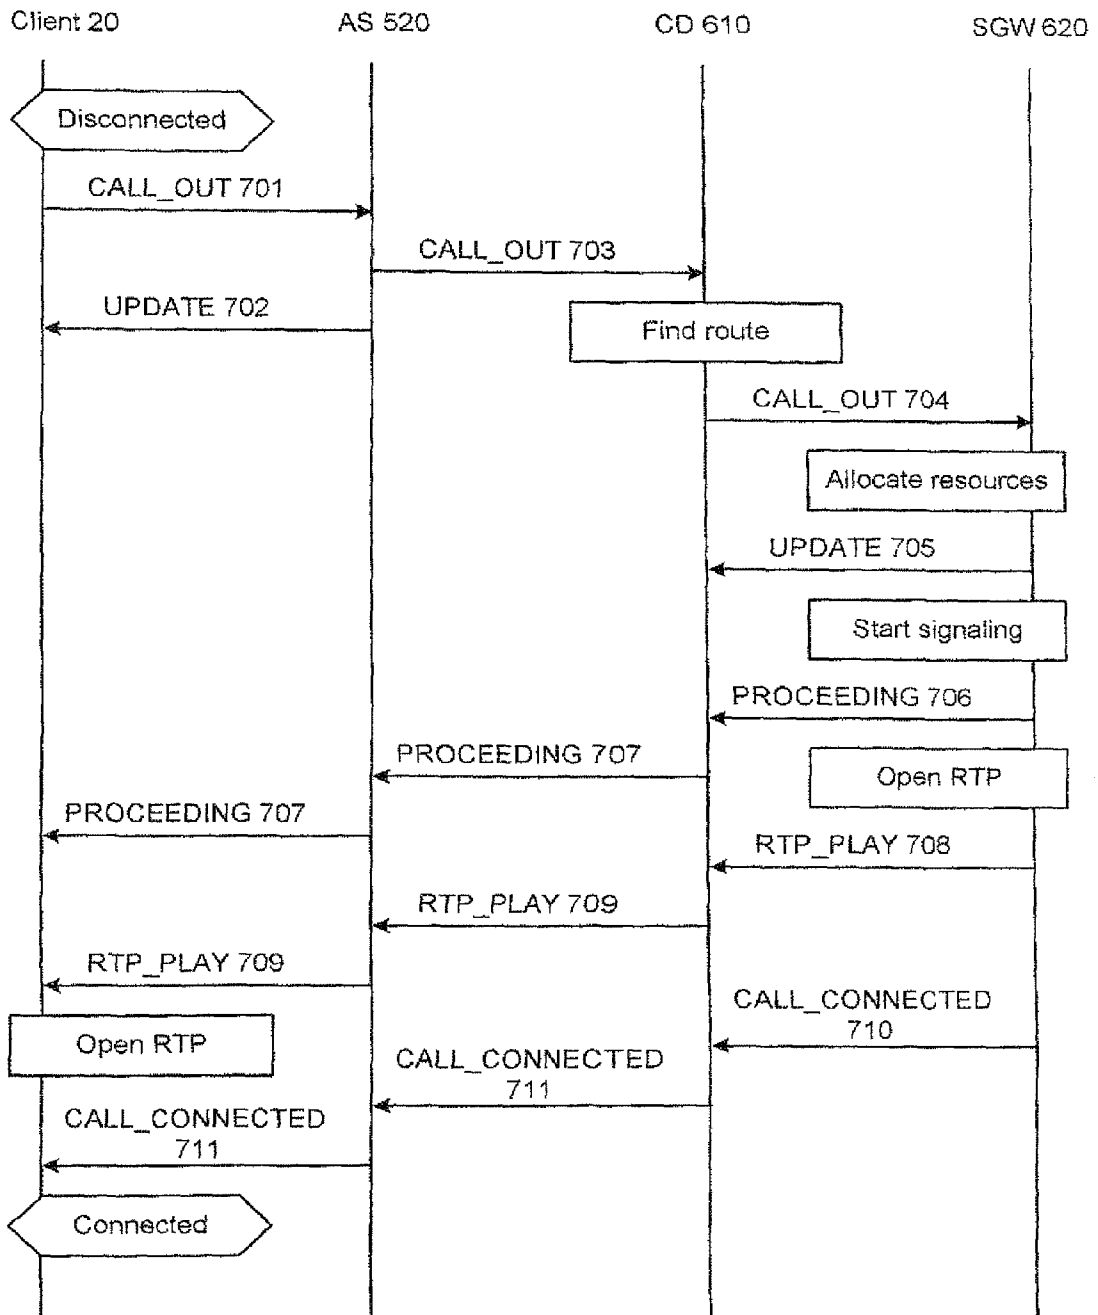 Client 20
AS 520
CD 610
SGW 620
Disconnected
CALL_OUT 701
CALL_OUT 703
UPDATE 702
Find route
CALL_OUT 704
Allocate resources
UPDATE 705
Start signaling
PROCEEDING 706
PROCEEDING 707
Open RTP
PROCEEDING 707
RTP_PLAY 708
RTP_PLAY 709
RTP_PLAY 709
CALL_CONNECTED
710
Open RTP
CALL_CONNECTED
711
CALL_CONNECTED
711
Connected